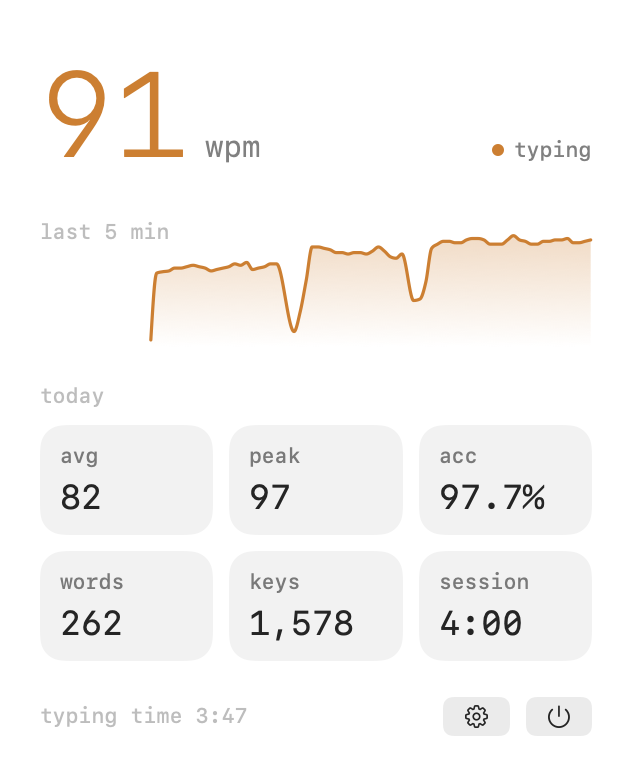 91 wpm typing
last 5 min
today
avg peak acc
82 97 97.7%
words keys session
262 1,578 4:00
typing time 3:47